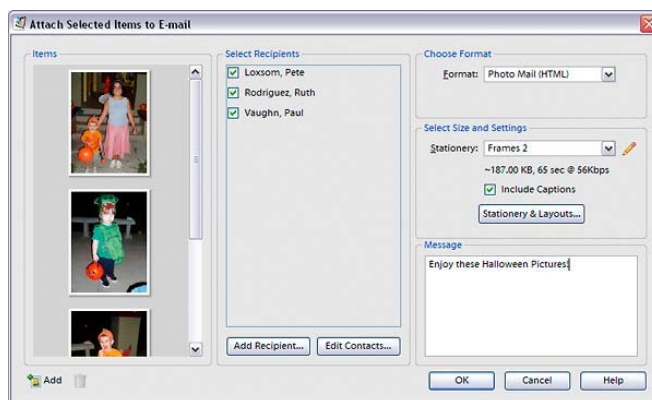 Attach Selected Items to E-mail
Items
Select Recipients
Loxsom, Pete
Rodriguez, Ruth
Vaughn, Paul
Add Recipient...
Edit Contacts...
Choose Format
Format: Photo Mail (HTML)
Select Size and Settings
Stationery: Frames 2
~187.00 KB, 65 sec @ 56Kbps
Include Captions
Stationery & Layouts...
Message
Enjoy these Halloween Pictures!
Add
OK
Cancel
Help